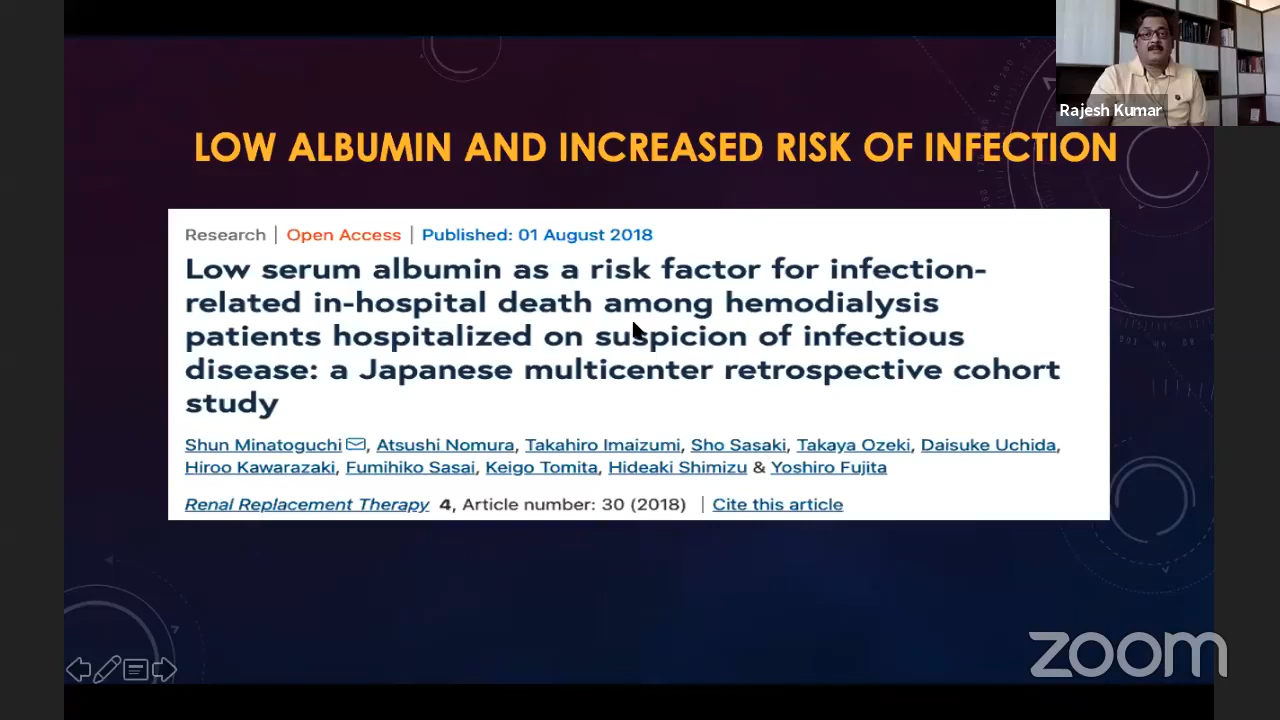 Rajesh Kumar
LOW ALBUMIN AND INCREASED RISK OF INFECTION
Research | Open Access | Published: 01 August 2018
Low serum albumin as a risk factor for infection-
related in-hospital death among hemodialysis
patients hospitalized on suspicion of infectious
disease: a Japanese multicenter retrospective cohort
study
Shun Minatoguchi, Atsushi Nomura, Takahiro Imaizumi, Sho Sasaki, Takaya Ozeki, Daisuke Uchida,
Hiroo Kawarazaki, Fumihiko Sasai, Keigo Tomita, Hideaki Shimizu & Yoshiro Fujita
Renal Replacement Therapy 4, Article number: 30 (2018) | Cite this article
zoom